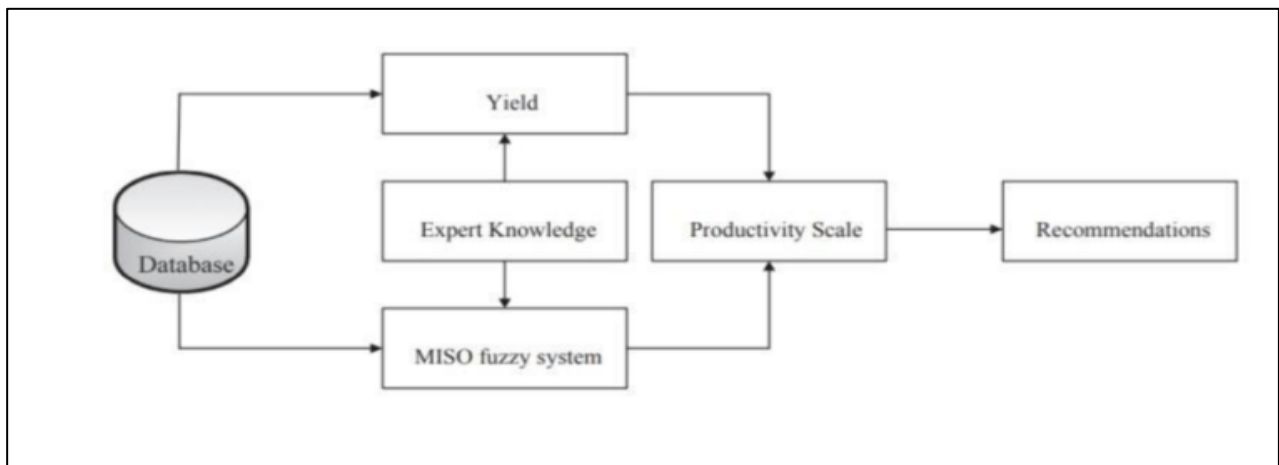 Yield
Expert Knowledge
Productivity Scale
Recommendations
Database
MISO fuzzy system